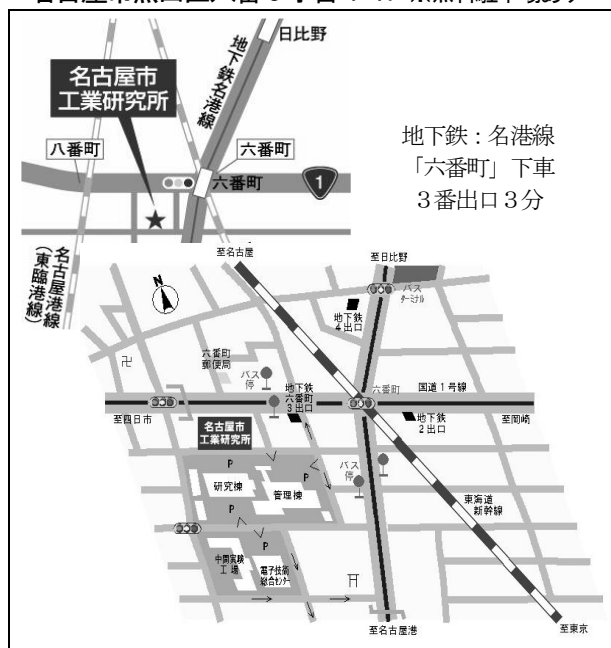 日比野
地下鉄名港線
名古屋市
工業研究所
八番町
六番町
六番町
1
地下鉄：名港線
「六番町」下車
３番出口３分
名古屋港線
（東臨港線）
至名古屋
至日比野
N
バス
ターミナル
地下鉄
4出口
卍
六番町
郵便局
バス
停
地下鉄
六番町
3出口
六番町
国道1号線
至四日市
名古屋市
工業研究所
地下鉄
2出口
至岡崎
P
研究棟
管理棟
P
バス
停
東海道
新幹線
P
中間実験
工場
電子技術
総合センター
至名古屋港
至東京